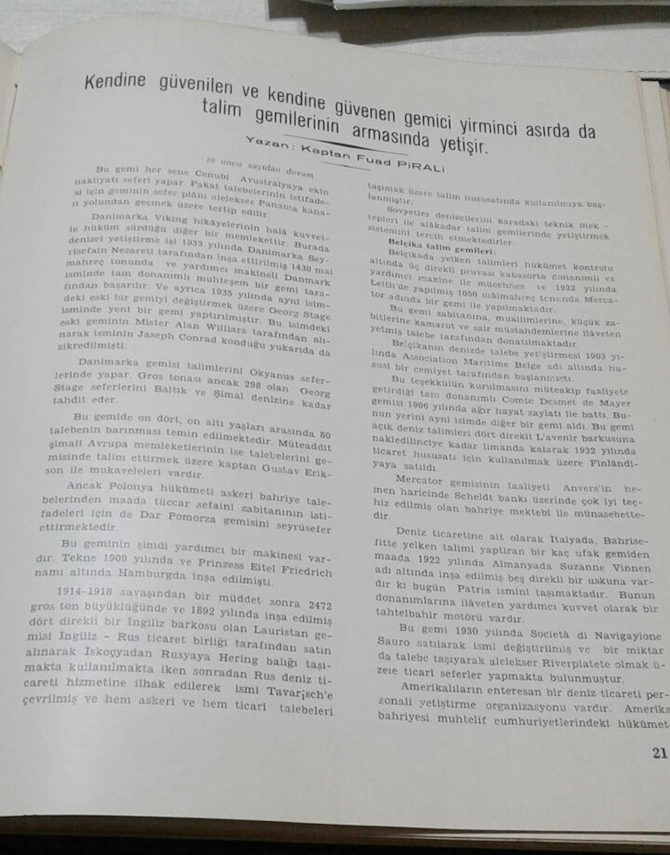 Kendine güvenilen ve kendine güvenen gemici yirminci asırda da
talim gemilerinin armasında yetişir.
Yazan: Kaptan Fuad PİRALİ
19 uncu sayıdan devam
Bu gemi her sene Cenubi Avustralyaya ekin
nakliyatı seferi yapar. Fakat talebelerinin istifade-
si için geminin sefer plânı alelekser Panama kana-
lı yolundan geçmek üzere tertip edilir.
Danimarka Viking hikâyelerinin halâ kuvvet-
le hüküm sürdüğü diğer bir memlekettir. Burada
denizci yetiştirme işi 1933 yılında Danimarka Sey-
risefain Nezareti tarafından inşa ettirilmiş 1430 mai
mahreç tonunda ve yardımcı makineli Danmark
isminde tam donanımlı muhteşem bir gemi tara-
fından başarılır. Ve ayrıca 1935 yılında ayni isim-
deki eski bir gemiyi değiştirmek üzere Georg Stage
isminde yeni bir gemi yaptırılmıştır. Bu isimdeki
eski geminin Mister Alan Williars tarafından alı-
narak isminin Jaseph Conrad konduğu yukarıda da
zikredilmişti.
Danimarka gemisi talimlerini Okyanus sefer-
lerinde yapar. Gros tonası ancak 298 olan Georg
Stage seferlerini Baltık ve Şimal denizine kadar
tahdit eder.
Bu gemide on dört, on altı yaşları arasında 80
talebenin barınması temin edilmektedir. Müteaddit
şimalî Avrupa memleketlerinin ise talebelerini ge-
misinde talim ettirmek üzere kaptan Gustav Erik-
son ile mukaveleleri vardır.
Ancak Polonya hükûmeti askeri bahriye tale-
belerinden maada tüccar sefaini zabitanının isti-
fadeleri için de Dar Pomorza gemisini seyrüsefer
ettirmektedir.
Bu geminin şimdi yardımcı bir makinesi var-
dır. Tekne 1909 yılında ve Prinzess Eitel Friedrich
namı altında Hamburgda inşa edilmişti.
1914-1918 savaşından bir müddet sonra 2472
gros ton büyüklüğünde ve 1892 yılında inşa edilmiş
dört direkli bir İngiliz barkosu olan Lauristan ge-
misi İngiliz - Rus ticaret birliği tarafından satın
alınarak İskoçyadan Rusyaya Hering balığı taşı-
makta kullanılmakta iken sonradan Rus deniz ti-
careti hizmetine ilhak edilerek ismi Tavarişch'e
çevrilmiş ve hem askeri ve hem ticari talebeleri
taşımak üzere talim hususatında kullanılmıya baş-
lanmıştır.
Sovyetler denizcilerini karadaki teknik mek -
tepleri ile alâkadar talim gemilerinde yetiştirmek
sistemini tercih etmektedirler.
Belçika talim gemileri:
Belçikada yelken talimleri hükûmet kontrolu
altında üç direkli pruvası kabasorta donanımlı ve
yardımcı makine ile mücehhez ve 1932 yılında
Leith'de yapılmış 1050 mâimahreç tonunda Merca-
tor adında bir gemi ile yapılmaktadır.
Bu gemi zabitanına, muallimlerine, küçük za-
bitlerine kamarot ve sair müstahdemlerine ilâveten
yetmiş talebe tarafından donatılmaktadır.
Belçikanın denizde talebe yetiştirmesi 1903 yı-
lında Association Maritime Belge adı altında hu-
susi bir cemiyet tarafından başlanmıştı.
Bu teşekkülün kurulmasını müteakip faaliyete
getirdiği tam donanımlı Comte Desmet de Mayer
gemisi 1906 yılında ağır hayat zayiatı ile battı. Bu-
nun yerini ayni isimde diğer bir gemi aldı. Bu gemi
açık deniz talimleri dört direkli L'avenir barkusuna
nakledilinciye kadar limanda kalarak 1932 yılında
ticaret hususatı için kullanılmak üzere Finlândi-
yaya satıldı.
Mercator gemisinin faaliyeti Anvers'in he-
men haricinde Scheldt bankı üzerinde çok iyi teç-
hiz edilmiş olan bahriye mektebi ile münasebette-
dir.
Deniz ticaretine ait olarak İtalyada, Bahrise-
fitte yelken talimi yaptıran bir kaç ufak gemiden
maada 1922 yılında Almanyada Suzanne Vinnen
adı altında inşa edilmiş beş direkli bir uskuna var-
dır ki bugün Patria ismini taşımaktadır. Bunun
donanımlarına ilâveten yardımcı kuvvet olarak bir
tahtelbahir motörü vardır.
Bu gemi 1930 yılında Società di Navigayione
Sauro satılarak ismi değiştirilmiş ve bir miktar
da talebe taşıyarak alelekser Riverplatete olmak ü-
zere ticari seferler yapmakta bulunmuştur.
Amerikalıların enteresan bir deniz ticareti per-
sonali yetiştirme organizasyonu vardır. Amerika
bahriyesi muhtelif cumhuriyetlerindeki hükûmet
21